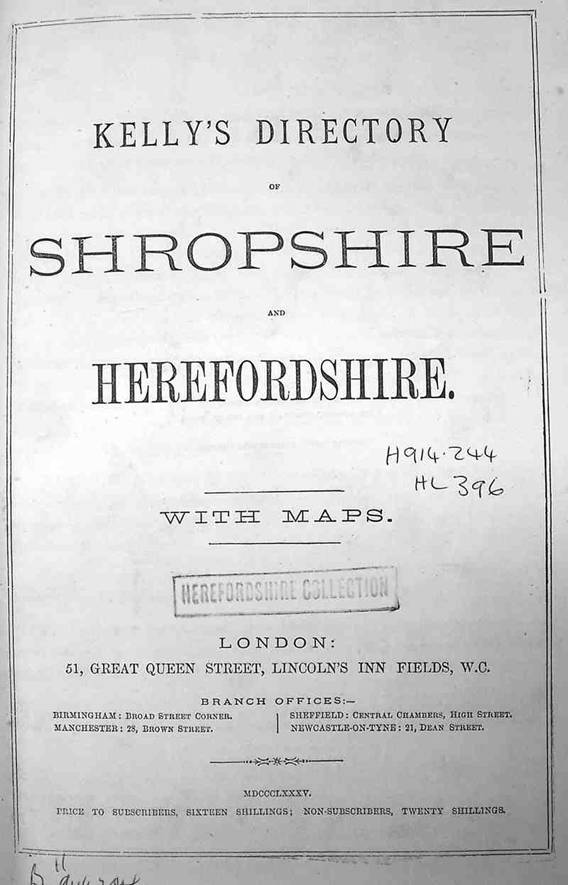 KELLY'S DIRECTORY
OF
SHROPSHIRE
AND
HEREFORDSHIRE.
H914.244
HL 396
WITH MAPS.
HEREFORDSHIRE COLLECTION
LONDON:
51, GREAT QUEEN STREET, LINCOLN'S INN FIELDS, W.C.
BRANCH OFFICES:—
BIRMINGHAM: BROAD STREET CORNER.
MANCHESTER: 28, BROWN STREET.
SHEFFIELD: CENTRAL CHAMBERS, HIGH STREET.
NEWCASTLE-ON-TYNE: 21, DEAN STREET.
MDCCCLXXXV.
PRICE TO SUBSCRIBERS, SIXTEEN SHILLINGS; NON-SUBSCRIBERS, TWENTY SHILLINGS.